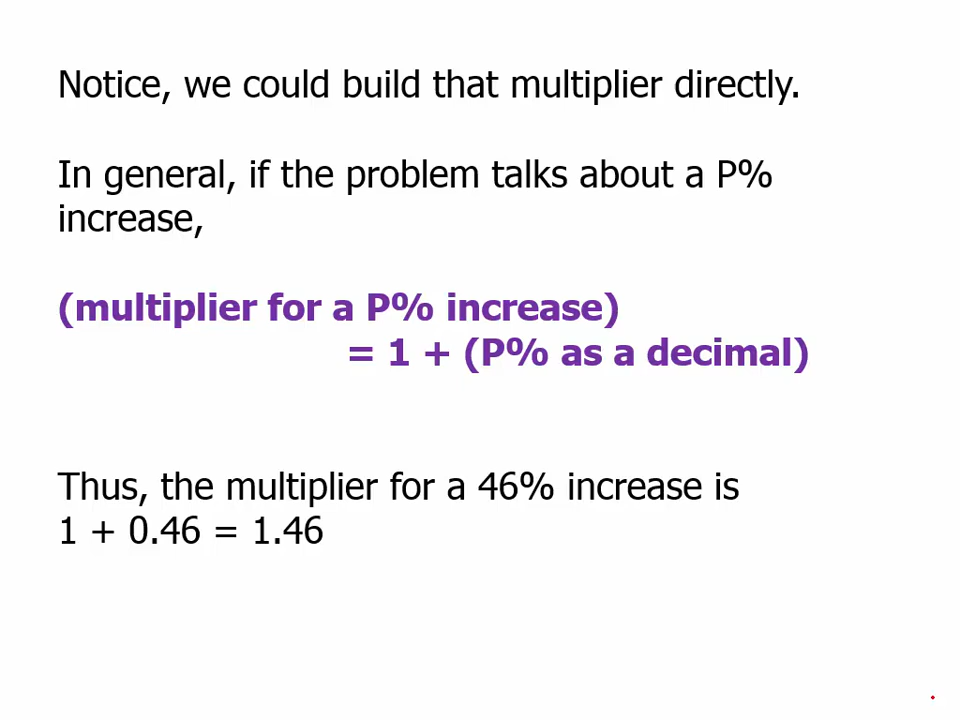 Notice, we could build that multiplier directly.
In general, if the problem talks about a P%
increase,
(multiplier for a P% increase)
= 1 + (P% as a decimal)
Thus, the multiplier for a 46% increase is
1 + 0.46 = 1.46